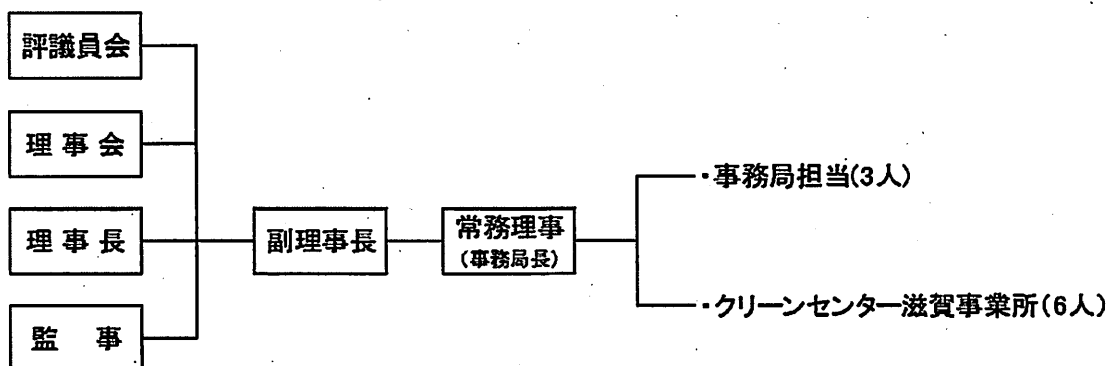 評議員会
理事会
理事長
監事
副理事長
常務理事
(事務局長)
・事務局担当(3人)
・クリーンセンター滋賀事業所(6人)